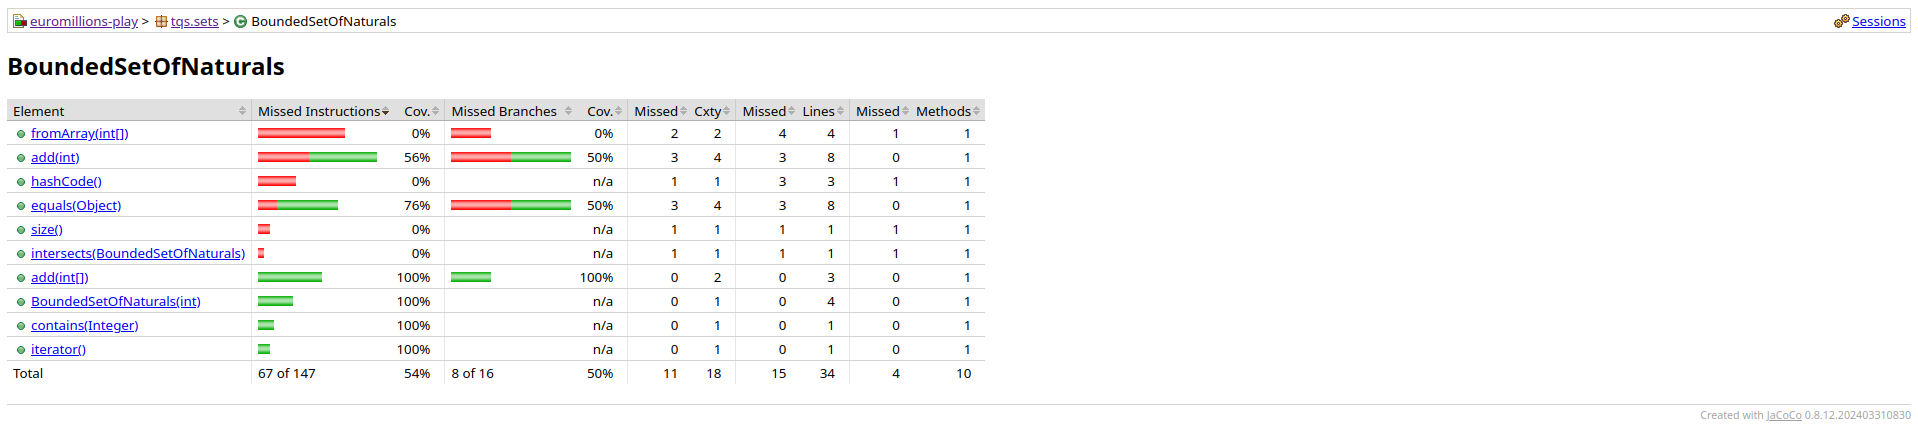 euromillions-play > tqs.sets > BoundedSetOfNaturals Sessions
BoundedSetOfNaturals
Element Missed Instructions Cov. Missed Branches Cov. Missed Cxty Missed Lines Missed Methods
fromArray(int[]) 0% 0% 2 2 4 4 1 1
add(int) 56% 50% 3 4 3 8 0 1
hashCode() 0% n/a 1 1 3 3 1 1
equals(Object) 76% 50% 3 4 3 8 0 1
size() 0% n/a 1 1 1 1 1 1
intersects(BoundedSetOfNaturals) 0% n/a 1 1 1 1 1 1
add(int[]) 100% 100% 0 2 0 3 0 1
BoundedSetOfNaturals(int) 100% n/a 0 1 0 4 0 1
contains(Integer) 100% n/a 0 1 0 1 0 1
iterator() 100% n/a 0 1 0 1 0 1
Total 67 of 147 54% 8 of 16 50% 11 18 15 34 4 10
Created with JaCoCo 0.8.12.202403310830